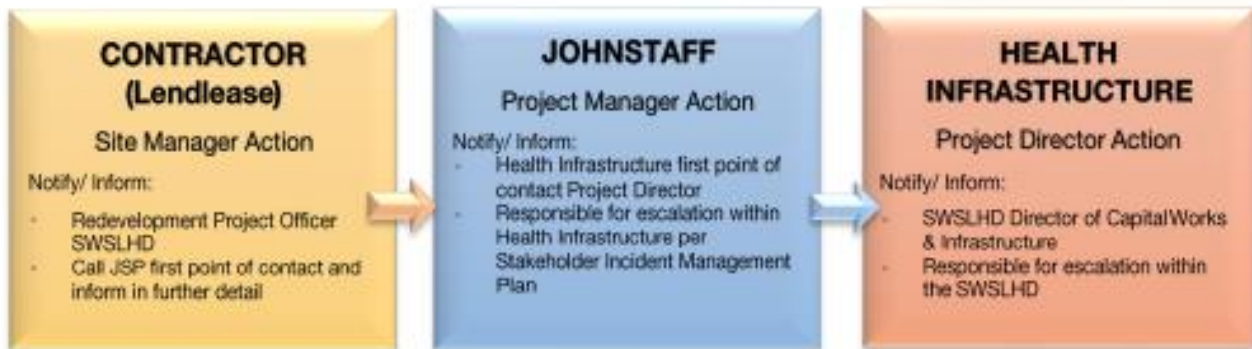 CONTRACTOR
(Lendlease)
Site Manager Action
Notify/ Inform:
- Redevelopment Project Officer
SWSLHD
- Call JSP first point of contact and
inform in further detail
JOHNSTAFF
Project Manager Action
Notify/ Inform:
- Health Infrastructure first point of
contact Project Director
- Responsible for escalation within
Health Infrastructure per
Stakeholder Incident Management
Plan
HEALTH
INFRASTRUCTURE
Project Director Action
Notify/ Inform:
- SWSLHD Director of Capital Works
& Infrastructure
- Responsible for escalation within
the SWSLHD